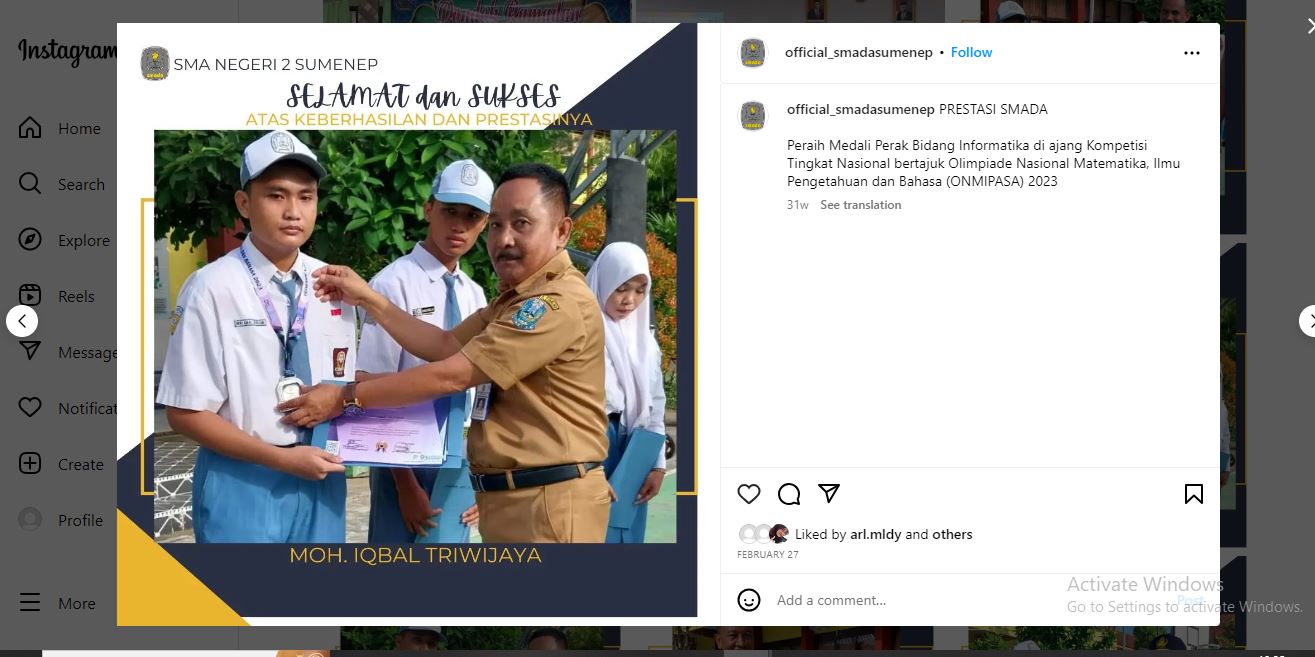 Instagram
Home
Search
Explore
Reels
Message
Notificat
Create
Profile
More
SMA NEGERI 2 SUMENEP
SELAMAT dan SUKSES
ATAS KEBERHASILAN DAN PRESTASINYA
MOH. IQBAL TRIWIJAYA
official_smadasumenep • Follow
official_smadasumenep PRESTASI SMADA
Peraih Medali Perak Bidang Informatika di ajang Kompetisi
Tingkat Nasional bertajuk Olimpiade Nasional Matematika, Ilmu
Pengetahuan dan Bahasa (ONMIPASA) 2023
31w See translation
Liked by arl.mldy and others
FEBRUARY 27
Add a comment...
Post
Activate Windows
Go to Settings to activate Windows.